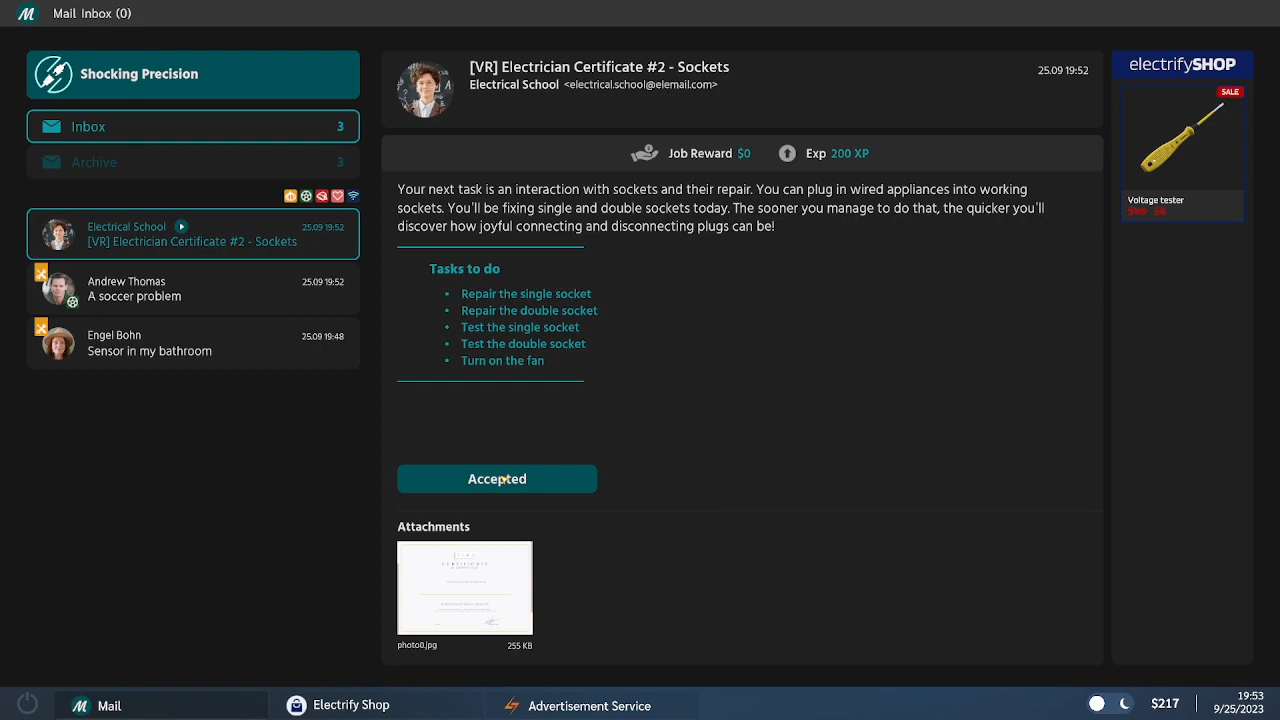 Mail Inbox (0)
Shocking Precision
Inbox 3
Archive 3
Electrical School 25.09 19:52
[VR] Electrician Certificate #2 - Sockets
Andrew Thomas 25.09 19:52
A soccer problem
Engel Bohn 25.09 19:48
Sensor in my bathroom
[VR] Electrician Certificate #2 - Sockets
Electrical School <electrical.school@elemail.com>
25.09 19:52
Job Reward $0 Exp 200 XP
Your next task is an interaction with sockets and their repair. You can plug in wired appliances into working
sockets. You'll be fixing single and double sockets today. The sooner you manage to do that, the quicker you'll
discover how joyful connecting and disconnecting plugs can be!
Tasks to do
• Repair the single socket
• Repair the double socket
• Test the single socket
• Test the double socket
• Turn on the fan
Accepted
Attachments
CERTIFICATE
photo0.jpg 255 KB
electrifySHOP
SALE
Voltage tester
Mail
Electrify Shop
Advertisement Service
$217
19:53
9/25/2023